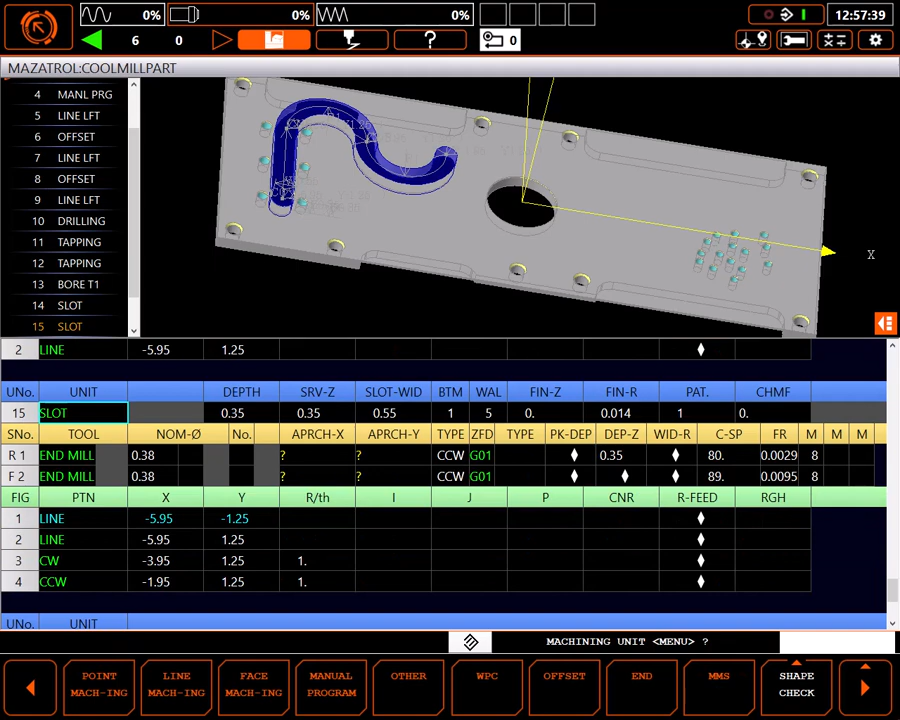 0% 0% 0% 12:57:39
6 0 ? 0
MAZATROL:COOLMILLPART
4 MANL PRG
5 LINE LFT
6 OFFSET
7 LINE LFT
8 OFFSET
9 LINE LFT
10 DRILLING
11 TAPPING
12 TAPPING
13 BORE T1
14 SLOT
15 SLOT
X
2 LINE -5.95 1.25 ♦
UNo. UNIT DEPTH SRV-Z SLOT-WID BTM WAL FIN-Z FIN-R PAT. CHMF
15 SLOT 0.35 0.35 0.55 1 5 0. 0.014 1 0.
SNo. TOOL NOM-Ø No. APRCH-X APRCH-Y TYPE ZFD TYPE PK-DEP DEP-Z WID-R C-SP FR M M M
R 1 END MILL 0.38 ? ? CCW G01 ♦ 0.35 ♦ 80. 0.0029 8
F 2 END MILL 0.38 ? ? CCW G01 ♦ ♦ ♦ 89. 0.0095 8
FIG PTN X Y R/th I J P CNR R-FEED RGH
1 LINE -5.95 -1.25 ♦
2 LINE -5.95 1.25 ♦
3 CW -3.95 1.25 1. ♦
4 CCW -1.95 1.25 1. ♦
UNo. UNIT
MACHINING UNIT <MENU> ?
POINT MACH-ING
LINE MACH-ING
FACE MACH-ING
MANUAL PROGRAM
OTHER
WPC
OFFSET
END
MMS
SHAPE CHECK